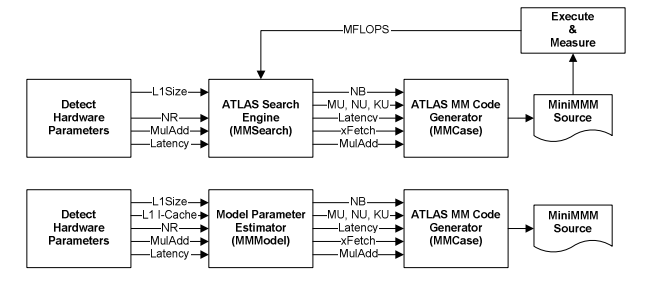 Execute
&
Measure
MFLOPS
Detect
Hardware
Parameters
L1Size
NR
MulAdd
Latency
ATLAS Search
Engine
(MMSearch)
NB
MU, NU, KU
Latency
xFetch
MulAdd
ATLAS MM Code
Generator
(MMCase)
MiniMMM
Source
Detect
Hardware
Parameters
L1Size
L1 I-Cache
NR
MulAdd
Latency
Model Parameter
Estimator
(MMModel)
NB
MU, NU, KU
Latency
xFetch
MulAdd
ATLAS MM Code
Generator
(MMCase)
MiniMMM
Source